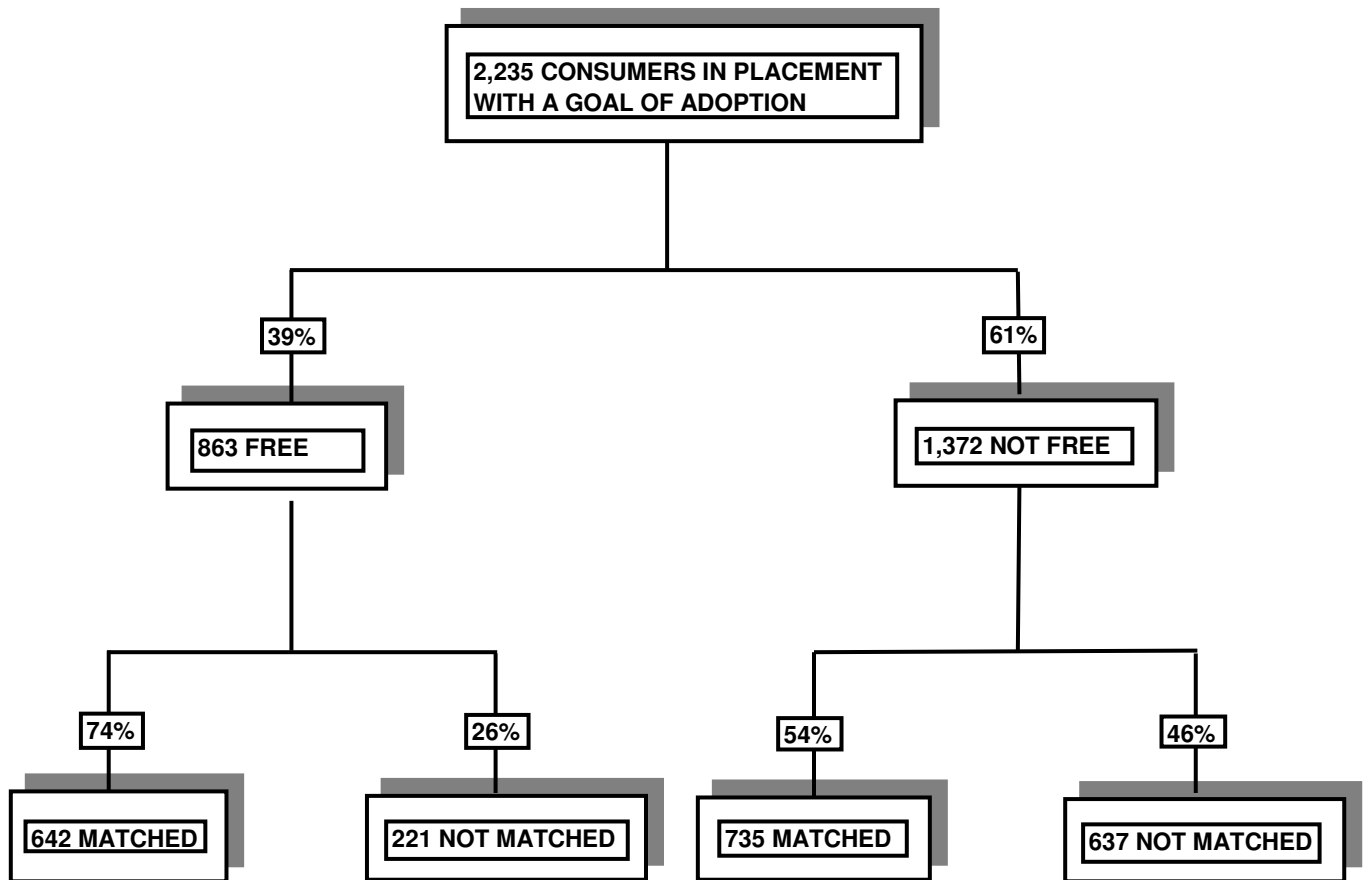 2,235 CONSUMERS IN PLACEMENT
WITH A GOAL OF ADOPTION
39%
61%
863 FREE
1,372 NOT FREE
74%
26%
54%
46%
642 MATCHED
221 NOT MATCHED
735 MATCHED
637 NOT MATCHED